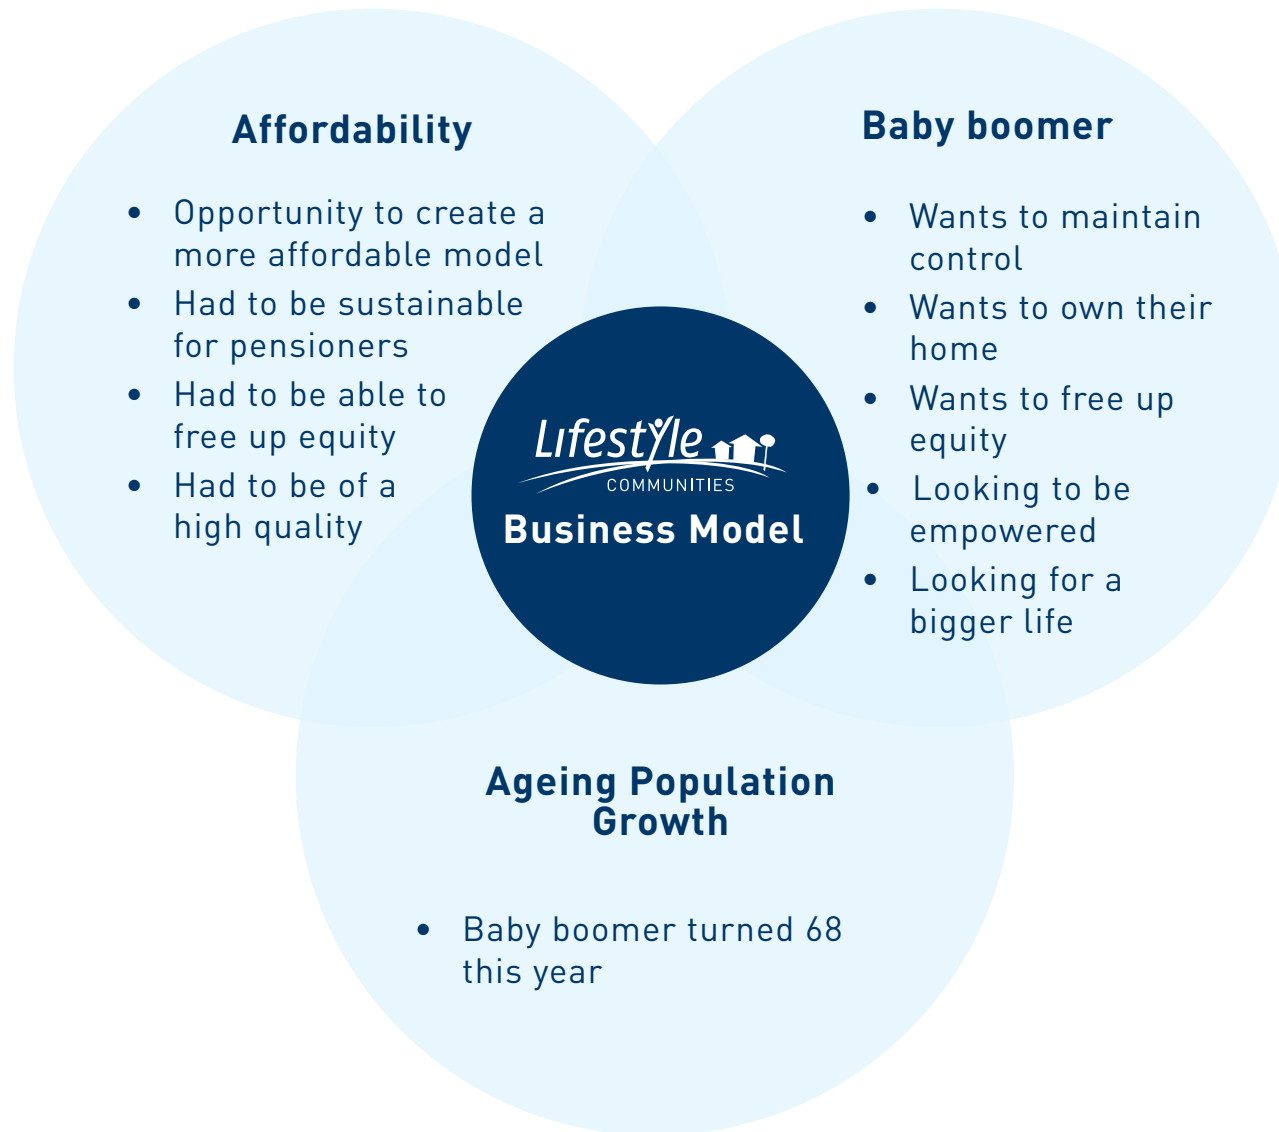 Affordability
• Opportunity to create a
more affordable model
• Had to be sustainable
for pensioners
• Had to be able to
free up equity
• Had to be of a
high quality
Baby boomer
• Wants to maintain
control
• Wants to own their
home
• Wants to free up
equity
• Looking to be
empowered
• Looking for a
bigger life
Lifestyle
COMMUNITIES
Business Model
Ageing Population
Growth
• Baby boomer turned 68
this year